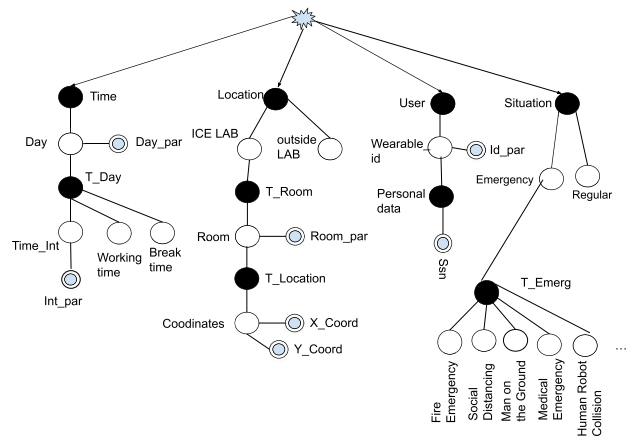 Time
Day
Day_par
T_Day
Time_Int
Working
time
Break
time
Int_par
Location
ICE LAB
outside
LAB
T_Room
Room
Room_par
T_Location
Coodinates
X_Coord
Y_Coord
User
Wearable_
id
Id_par
Personal
data
Ssn
Situation
Emergency
Regular
T_Emerg
Fire
Emergency
Social
Distancing
Man on
the Ground
Medical
Emergency
Human Robot
Collision
...